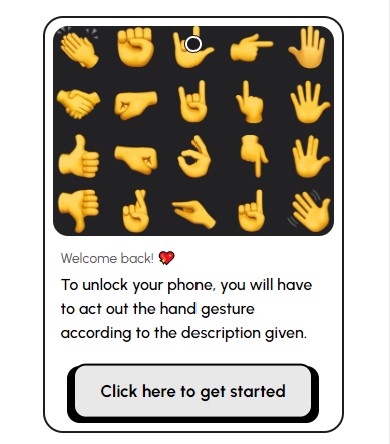 Welcome back! 💖
To unlock your phone, you will have
to act out the hand gesture
according to the description given.
Click here to get started